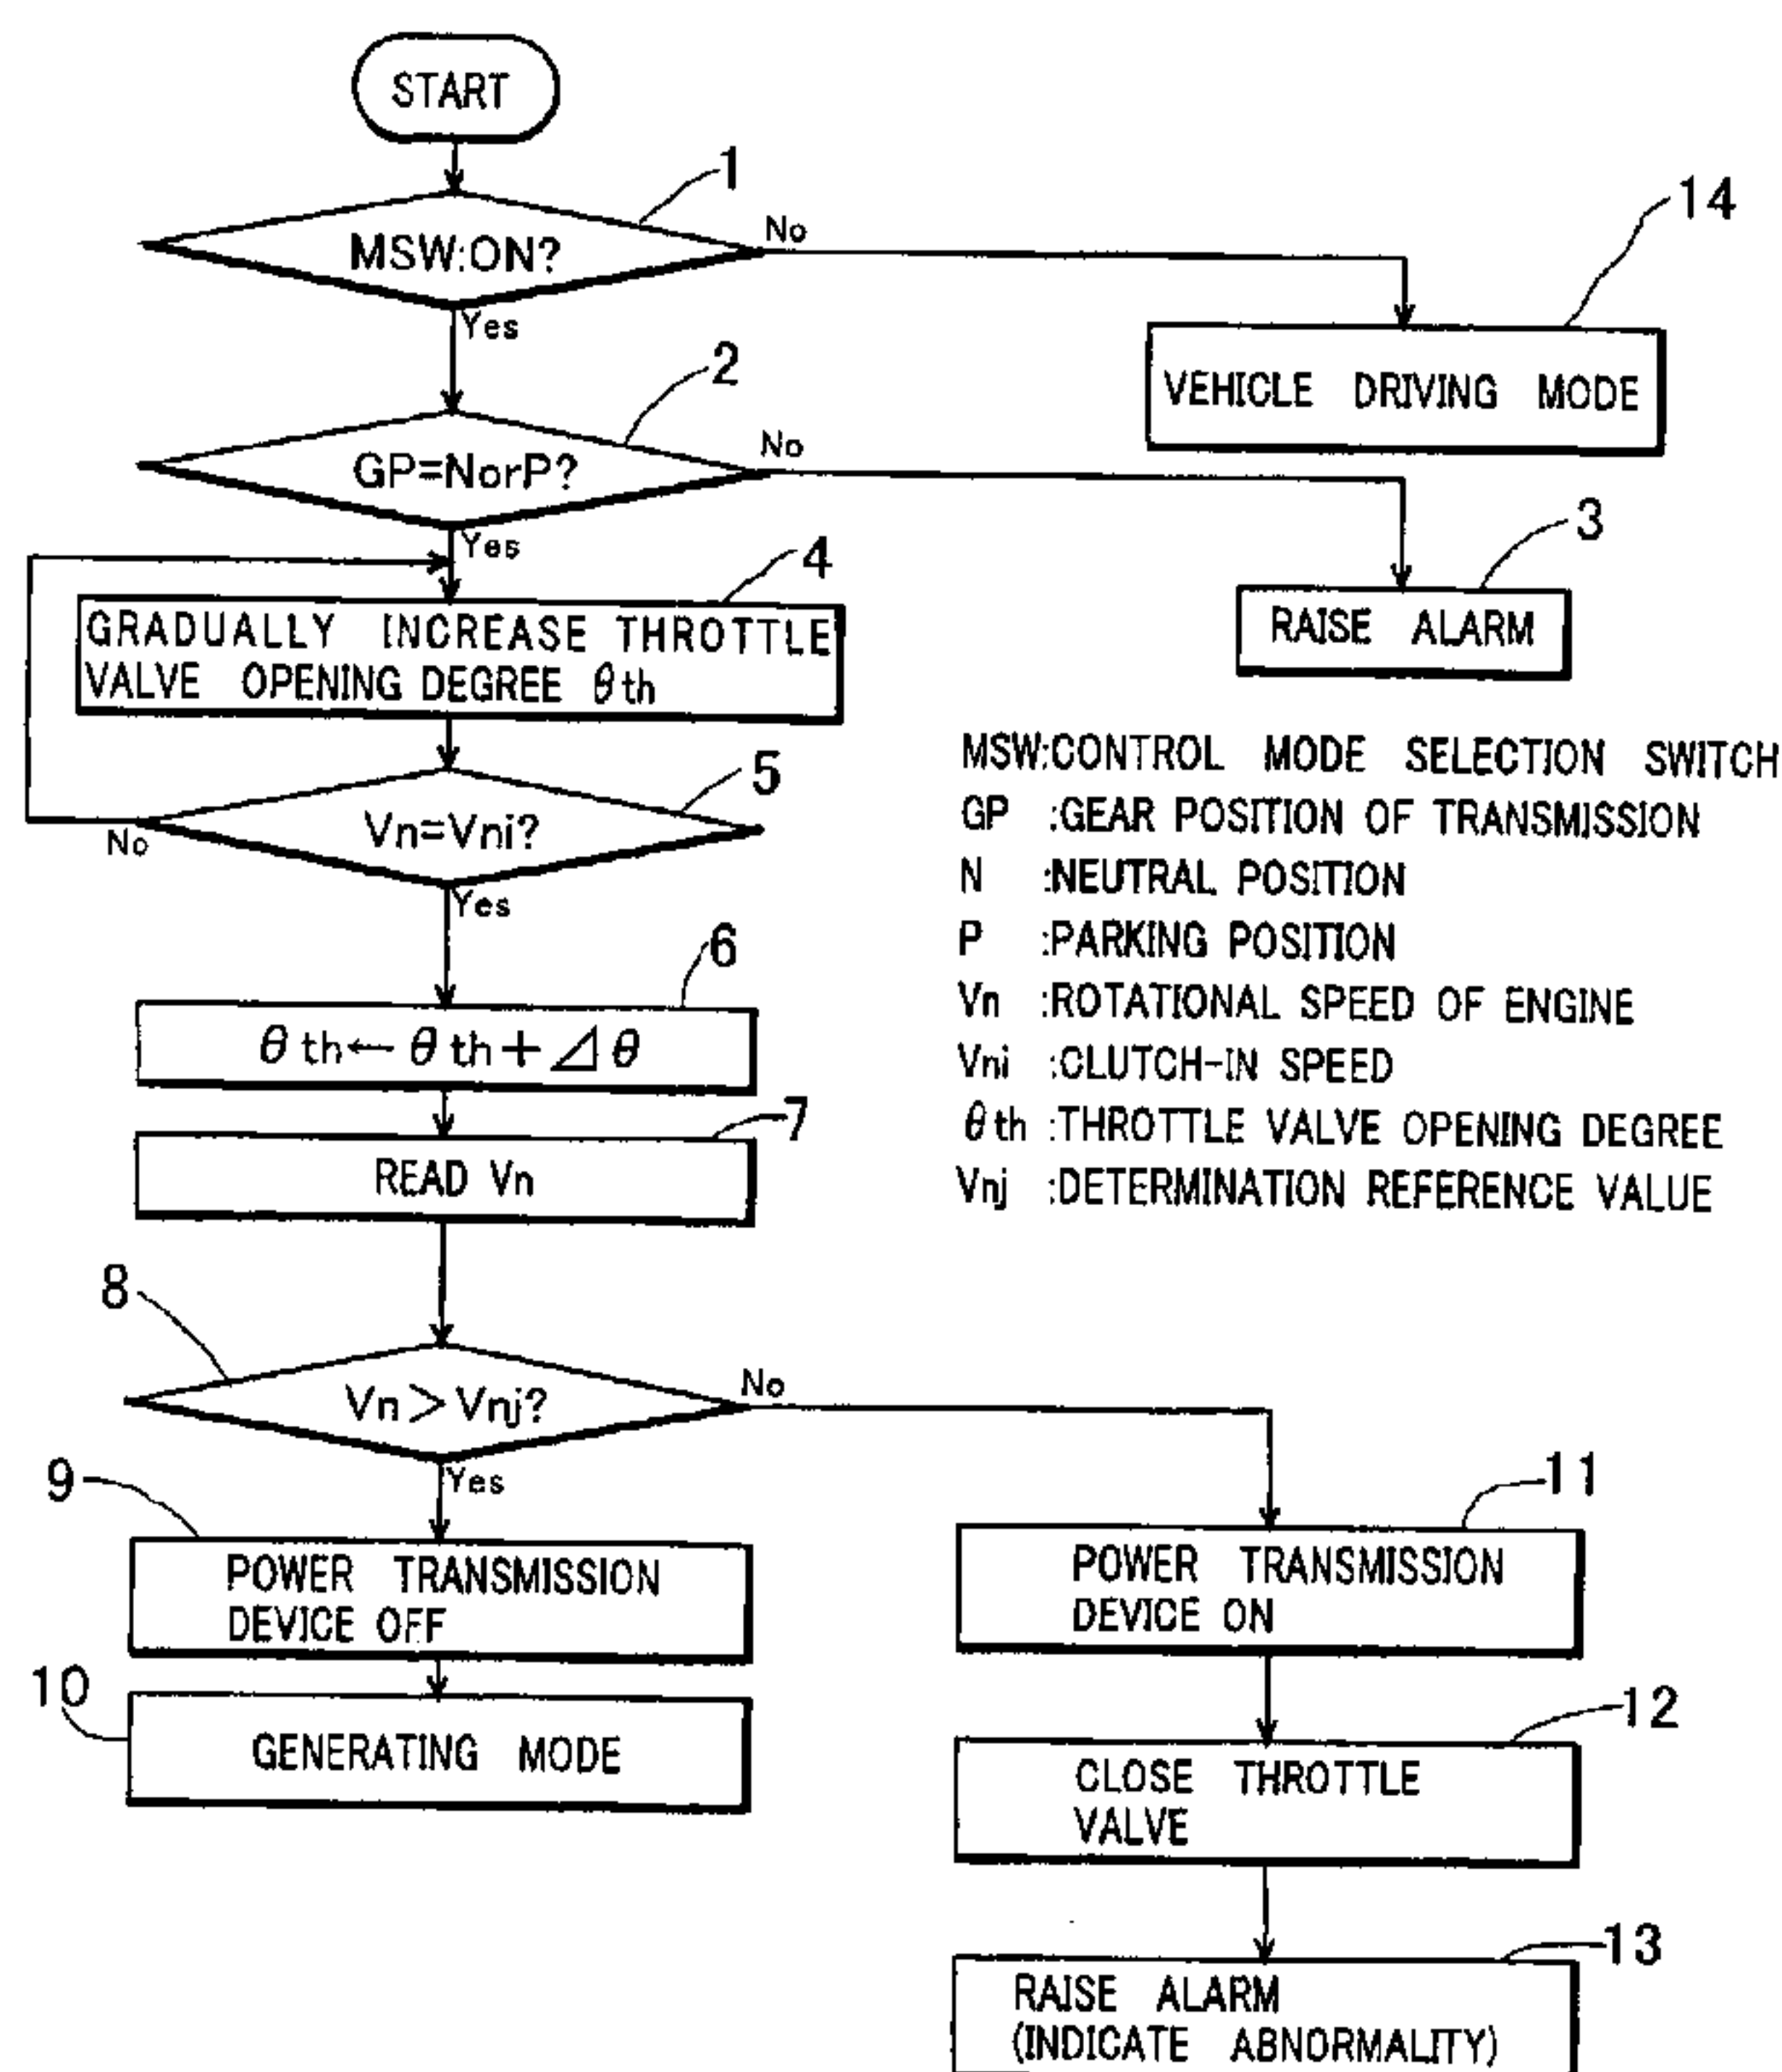 START
1
MSW:ON?
No
Yes
14
VEHICLE DRIVING MODE
2
GP=NorP?
No
Yes
3
RAISE ALARM
4
GRADUALLY INCREASE THROTTLE
VALVE OPENING DEGREE θth
5
Vn=Vni?
No
Yes
6
θth←θth+⊿θ
7
READ Vn
MSW:CONTROL MODE SELECTION SWITCH
GP :GEAR POSITION OF TRANSMISSION
N :NEUTRAL POSITION
P :PARKING POSITION
Vn :ROTATIONAL SPEED OF ENGINE
Vni :CLUTCH-IN SPEED
θth :THROTTLE VALVE OPENING DEGREE
Vnj :DETERMINATION REFERENCE VALUE
8
Vn>Vnj?
No
Yes
9
POWER TRANSMISSION
DEVICE OFF
10
GENERATING MODE
11
POWER TRANSMISSION
DEVICE ON
12
CLOSE THROTTLE
VALVE
13
RAISE ALARM
(INDICATE ABNORMALITY)